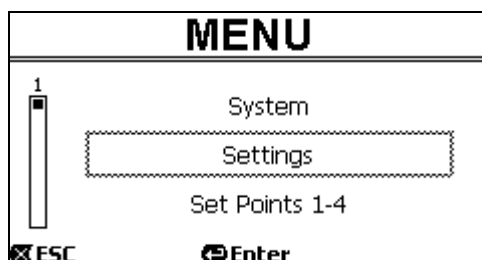 MENU
1
System
Settings
Set Points 1-4
ESC Enter